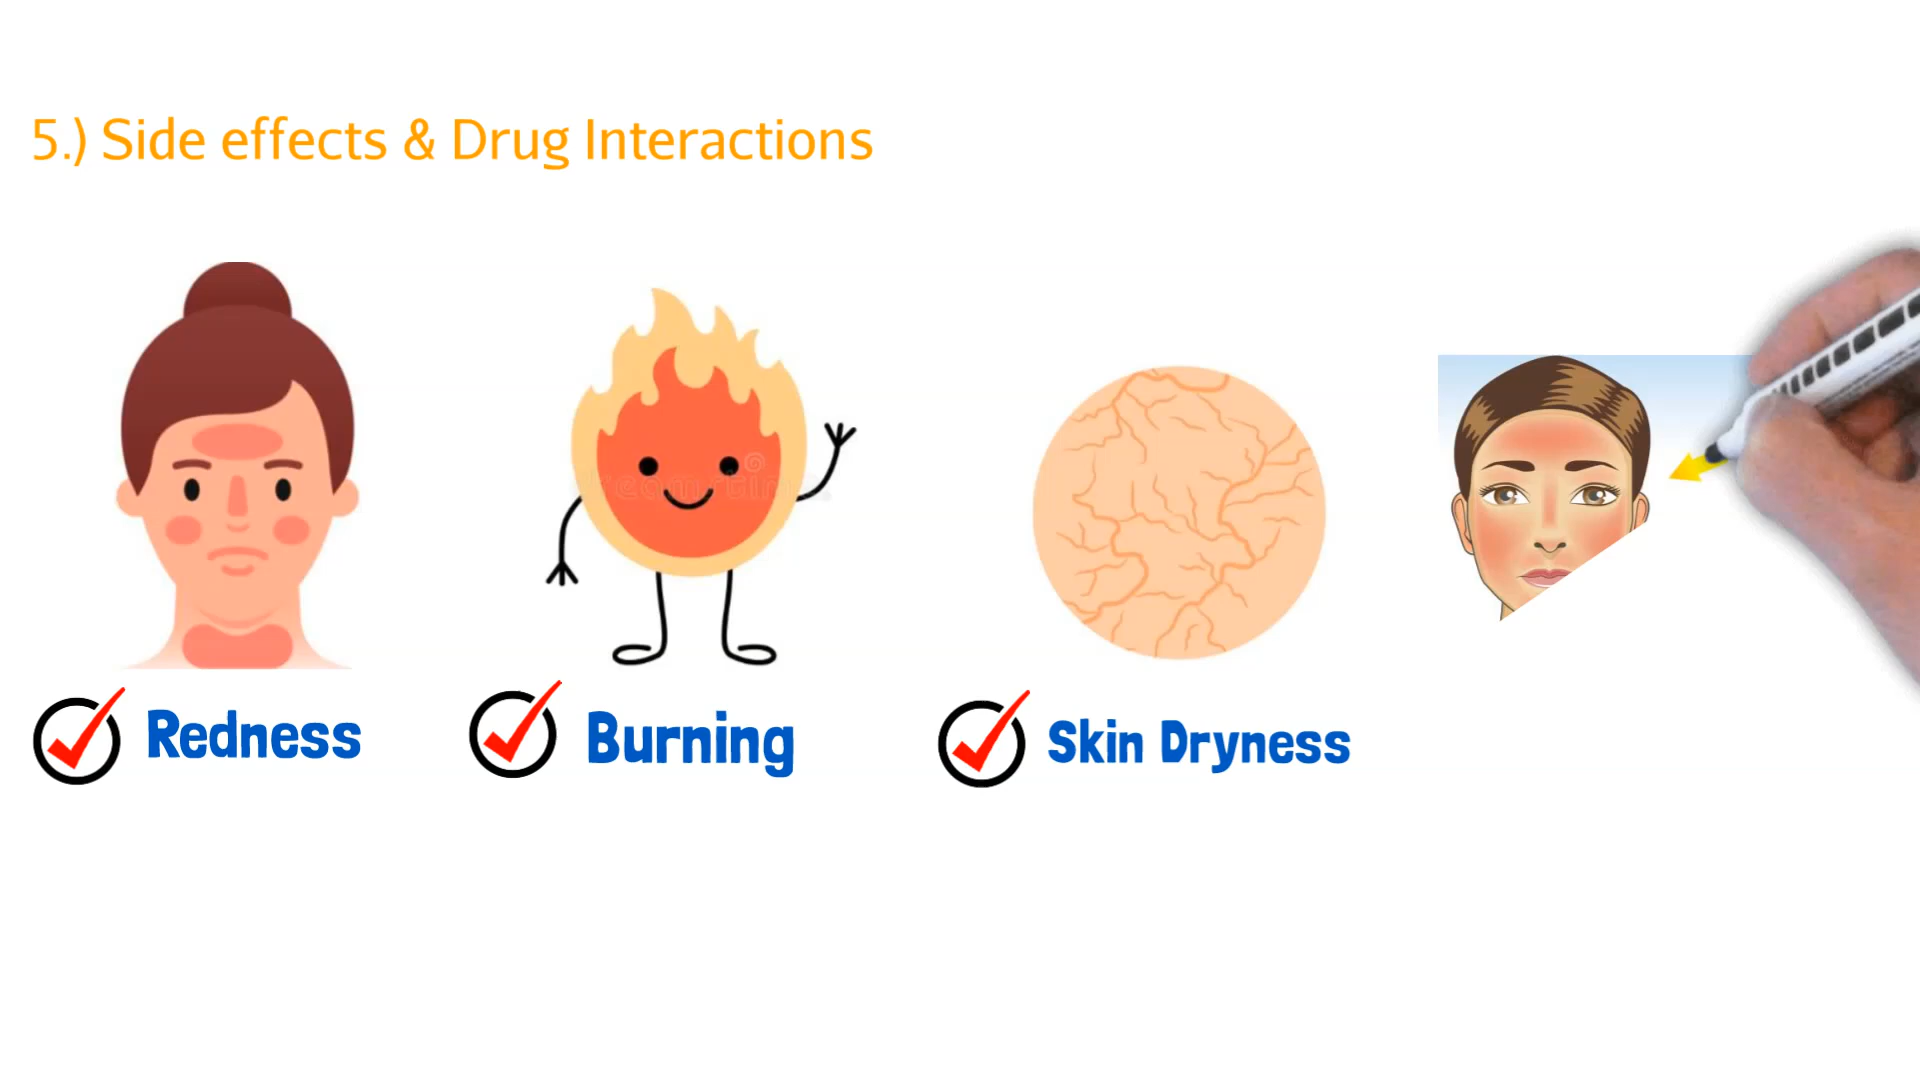 5.) Side effects & Drug Interactions
Redness
Burning
Skin Dryness